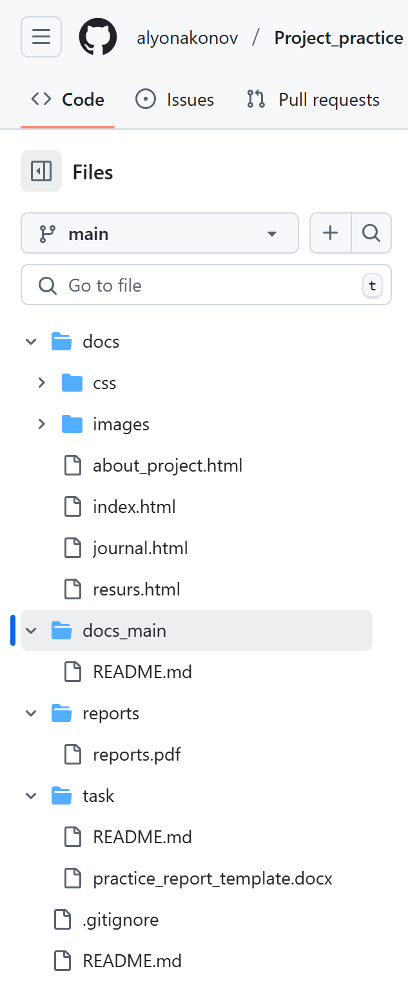 alyonakonov / Project_practice
Code Issues Pull requests
Files
main
Go to file t
docs
css
images
about_project.html
index.html
journal.html
resurs.html
docs_main
README.md
reports
reports.pdf
task
README.md
practice_report_template.docx
.gitignore
README.md